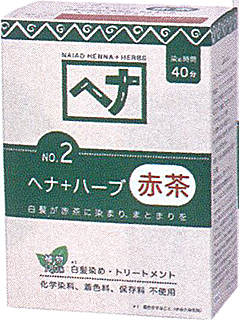 NAIAD HENNA + HERBS
染め時間
40分
ヘナ
NO.2
ヘナ+ハーブ 赤茶
白髪が赤茶に染まり、まとまりを
植物
*1 白髪染め・トリートメント
化学染料、着色料、保存料 不使用